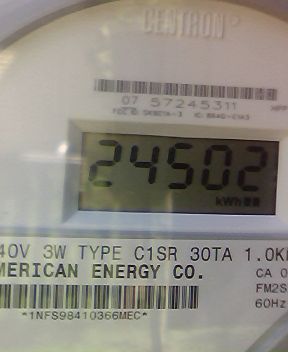 CENTRON®
07 57245311
24502
kWh
40V 3W TYPE C1SR 30TA 1.0K
MERICAN ENERGY CO.
CA 0
FM2S
60Hz
*1NFS98410366MEC*